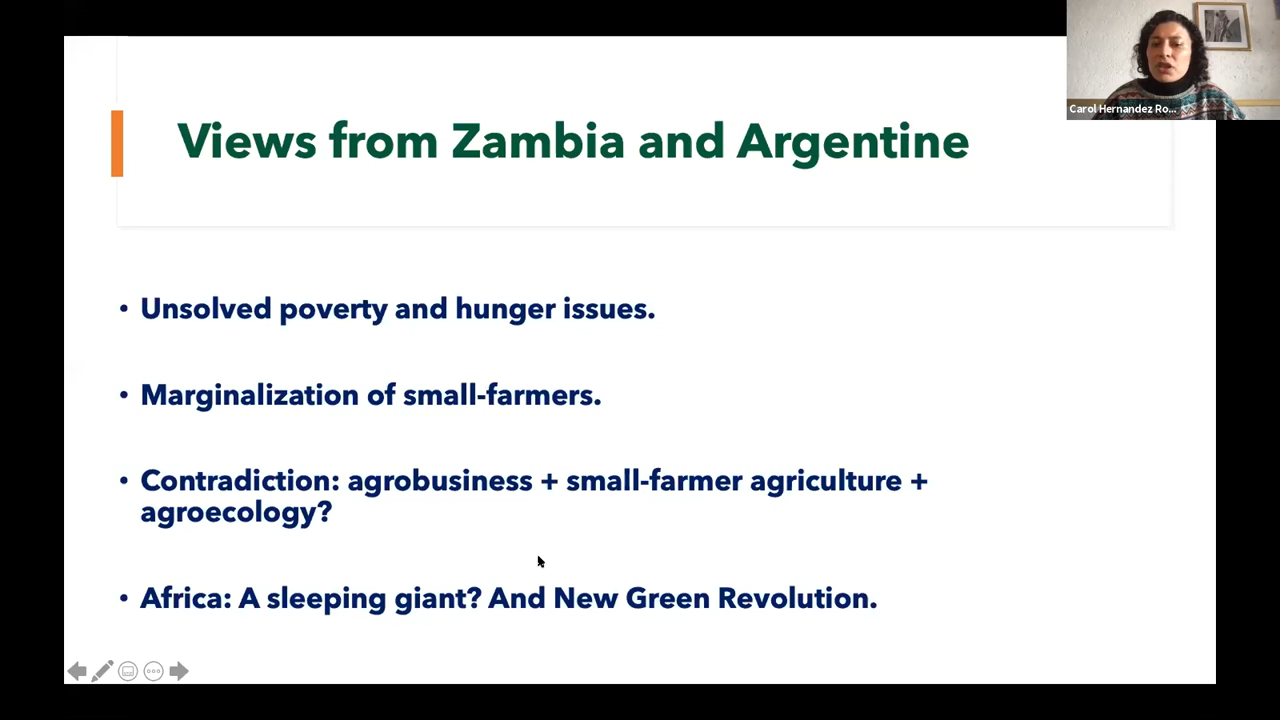 Carol Hernandez Ro...
Views from Zambia and Argentine
• Unsolved poverty and hunger issues.
• Marginalization of small-farmers.
• Contradiction: agrobusiness + small-farmer agriculture +
agroecology?
• Africa: A sleeping giant? And New Green Revolution.